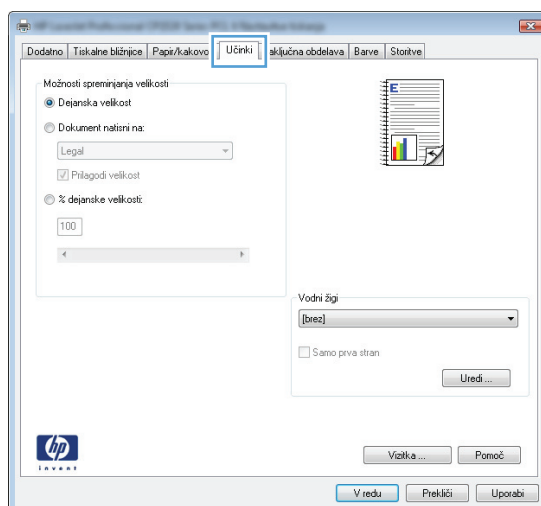 Dodatno Tiskalne bližnjice Papir/kakovo Učinki aključna obdelava Barve Storitve
Možnosti spreminjanja velikosti
Dejanska velikost
Dokument natisni na:
Legal
Prilagodi velikost
% dejanske velikosti:
100
E
Vodni žigi
[brez]
Samo prva stran
Uredi ...
hp
invent
Vizitka ... Pomoč
V redu Prekliči Uporabi